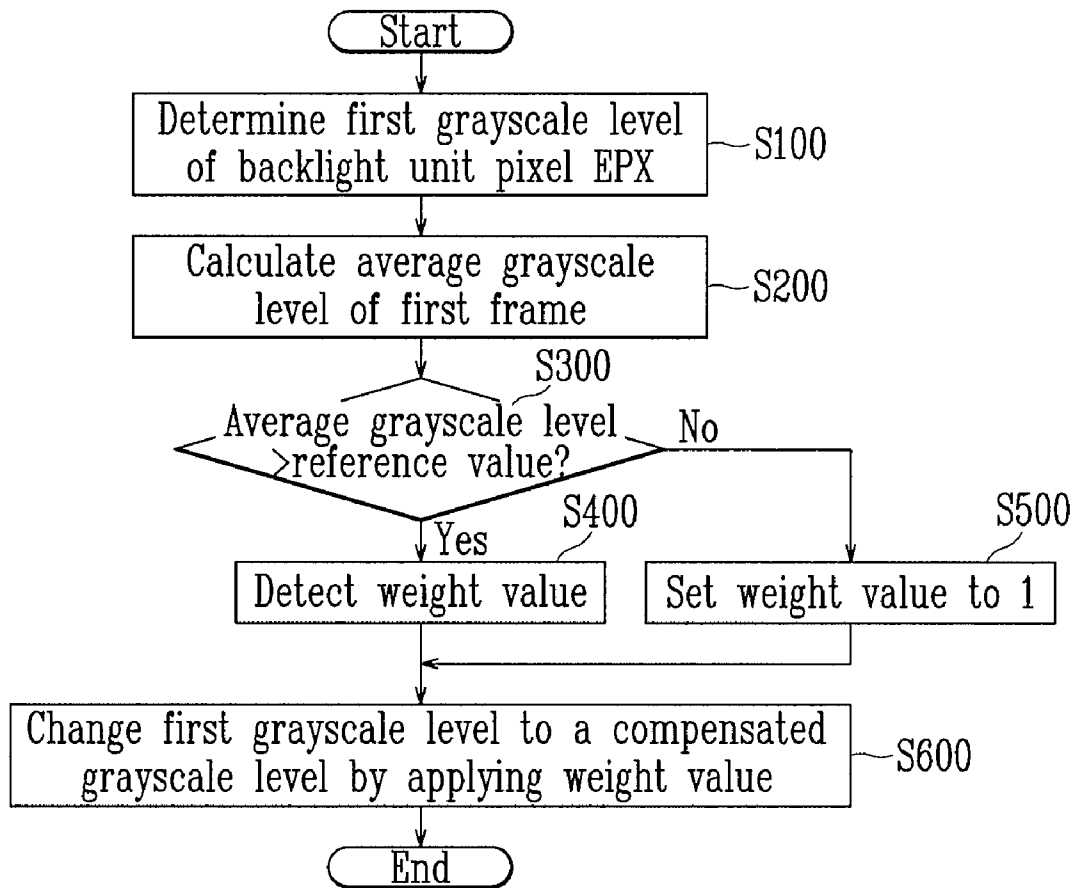 Start
Determine first grayscale level
of backlight unit pixel EPX
S100
Calculate average grayscale
level of first frame
S200
S300
Average grayscale level
>reference value?
No
Yes
S400
S500
Detect weight value
Set weight value to 1
Change first grayscale level to a compensated
grayscale level by applying weight value
S600
End